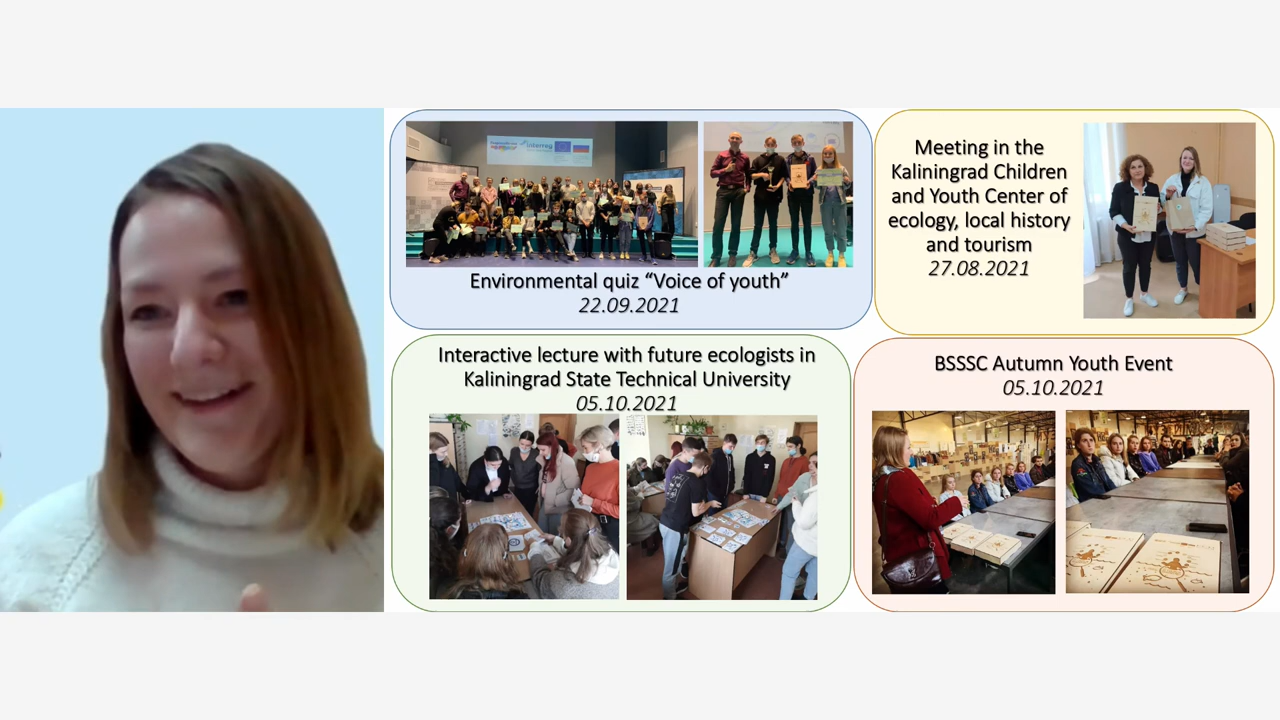 Interreg
Environmental quiz “Voice of youth”
22.09.2021
Meeting in the
Kaliningrad Children
and Youth Center of
ecology, local history
and tourism
27.08.2021
Interactive lecture with future ecologists in
Kaliningrad State Technical University
05.10.2021
BSSSC Autumn Youth Event
05.10.2021